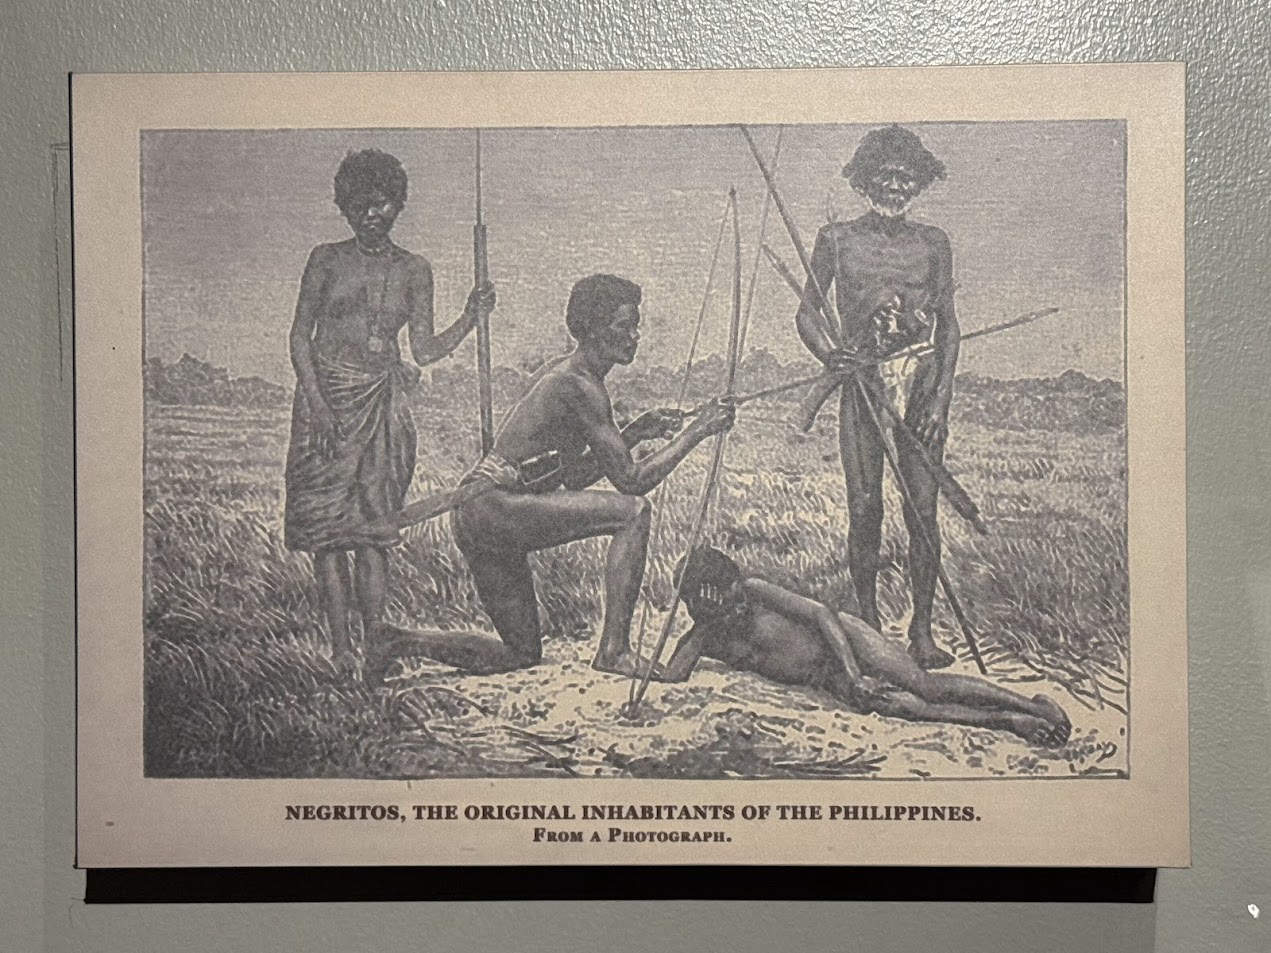 NEGRITOS, THE ORIGINAL INHABITANTS OF THE PHILIPPINES.
FROM A PHOTOGRAPH.